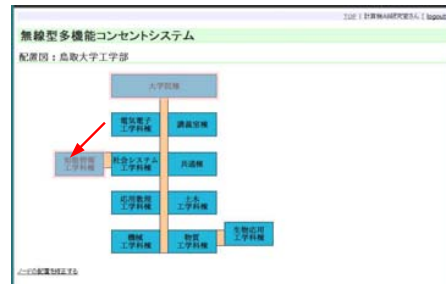 TOP | 計算機A研究室さん | logout
無線型多機能コンセントシステム
配置図：鳥取大学工学部
大学院棟
電気電子
工学科棟
講義室棟
知能情報
工学科棟
社会システム
工学科棟
共通棟
応用数理
工学科棟
土木
工学科棟
機械
工学科棟
物質
工学科棟
生物応用
工学科棟
ノードの配置を修正する